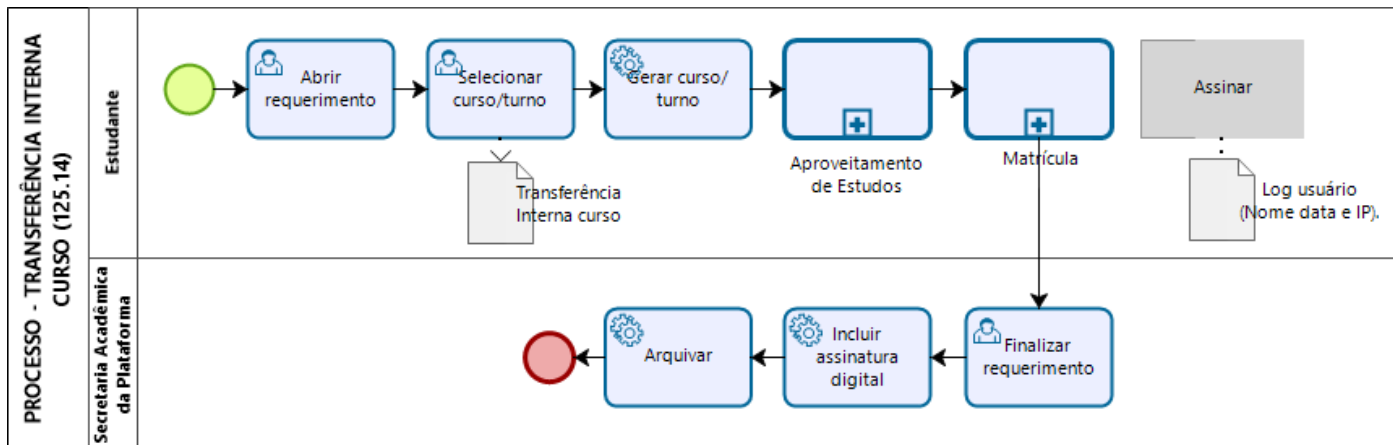 PROCESSO - TRANSFERÊNCIA INTERNA
CURSO (125.14)
Estudante
Abrir
requerimento
Selecionar
curso/turno
Gerar curso/
turno
Aproveitamento
de Estudos
Matrícula
Assinar
Transferência
Interna curso
Log usuário
(Nome data e IP).
Secretaria Acadêmica
da Plataforma
Arquivar
Incluir
assinatura
digital
Finalizar
requerimento